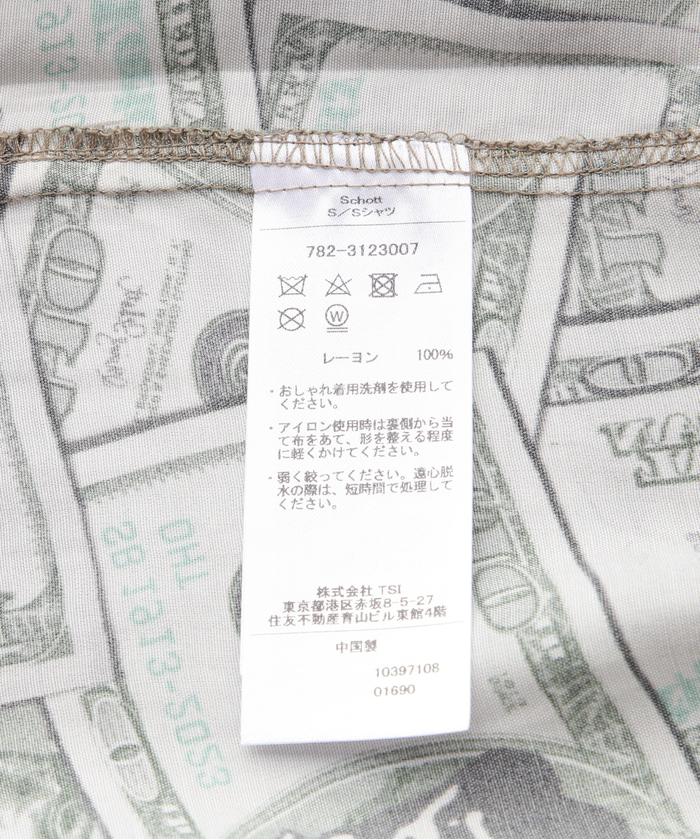 Schott
S／Sシャツ
782-3123007
W
レーヨン 100%
・おしゃれ着用洗剤を使用して
ください。
・アイロン使用時は裏側から当
て布をあて、形を整える程度
に軽くかけてください。
・弱く絞ってください。遠心脱
水の際は、短時間で処理して
ください。
株式会社 TSI
東京都港区赤坂8-5-27
住友不動産青山ビル東館4階
中国製
10397108
01690